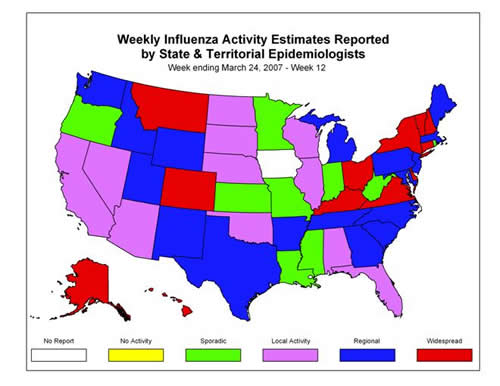 Weekly Influenza Activity Estimates Reported
by State & Territorial Epidemiologists
Week ending March 24, 2007 - Week 12
No Report No Activity Sporadic Local Activity Regional Widespread